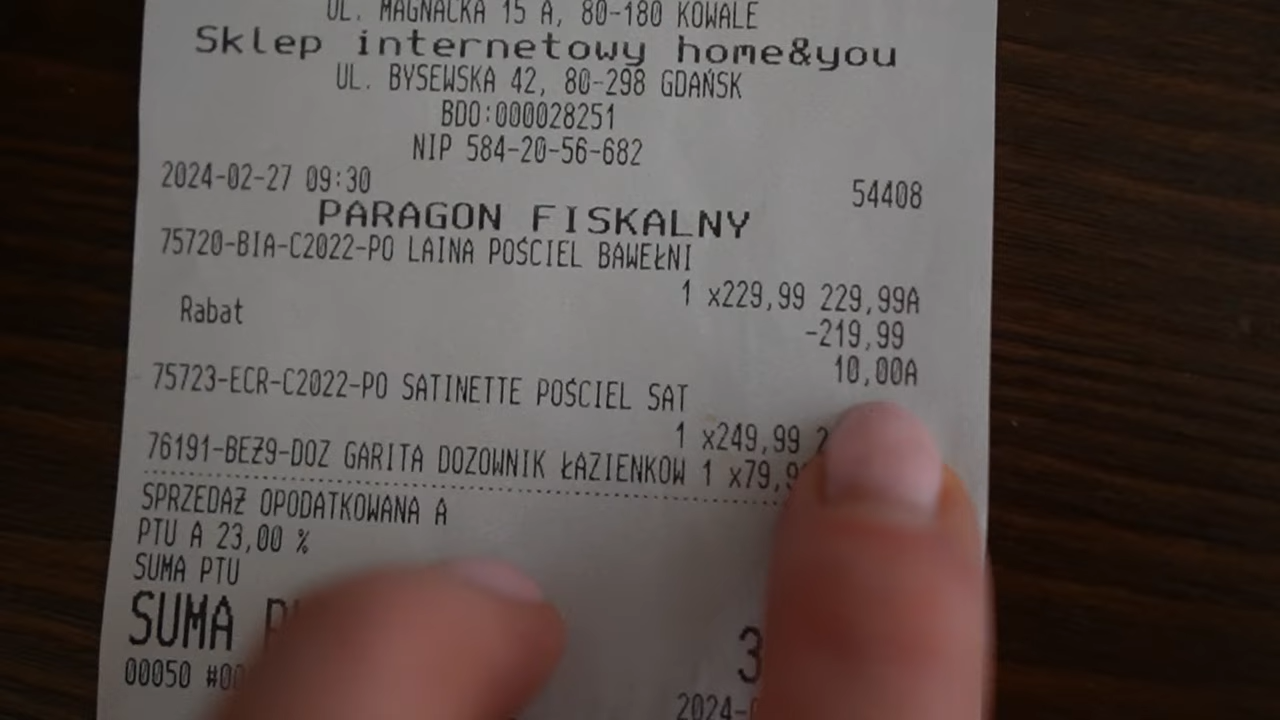 UL. MAGNACKA 15 A, 80-180 KOWALE
Sklep internetowy home&you
UL. BYSEWSKA 42, 80-298 GDAŃSK
BDO:000028251
NIP 584-20-56-682
2024-02-27 09:30 54408
PARAGON FISKALNY
75720-BIA-C2022-PO LAINA POŚCIEL BAWEŁNI
1 x229,99 229,99A
Rabat -219,99
10,00A
75723-ECR-C2022-PO SATINETTE POŚCIEL SAT
1 x249,99
76191-BEŻ9-DOZ GARITA DOZOWNIK ŁAZIENKOW 1
SPRZEDAŻ OPODATKOWANA A
PTU A 23,00 %
SUMA PTU
SUMA
00050